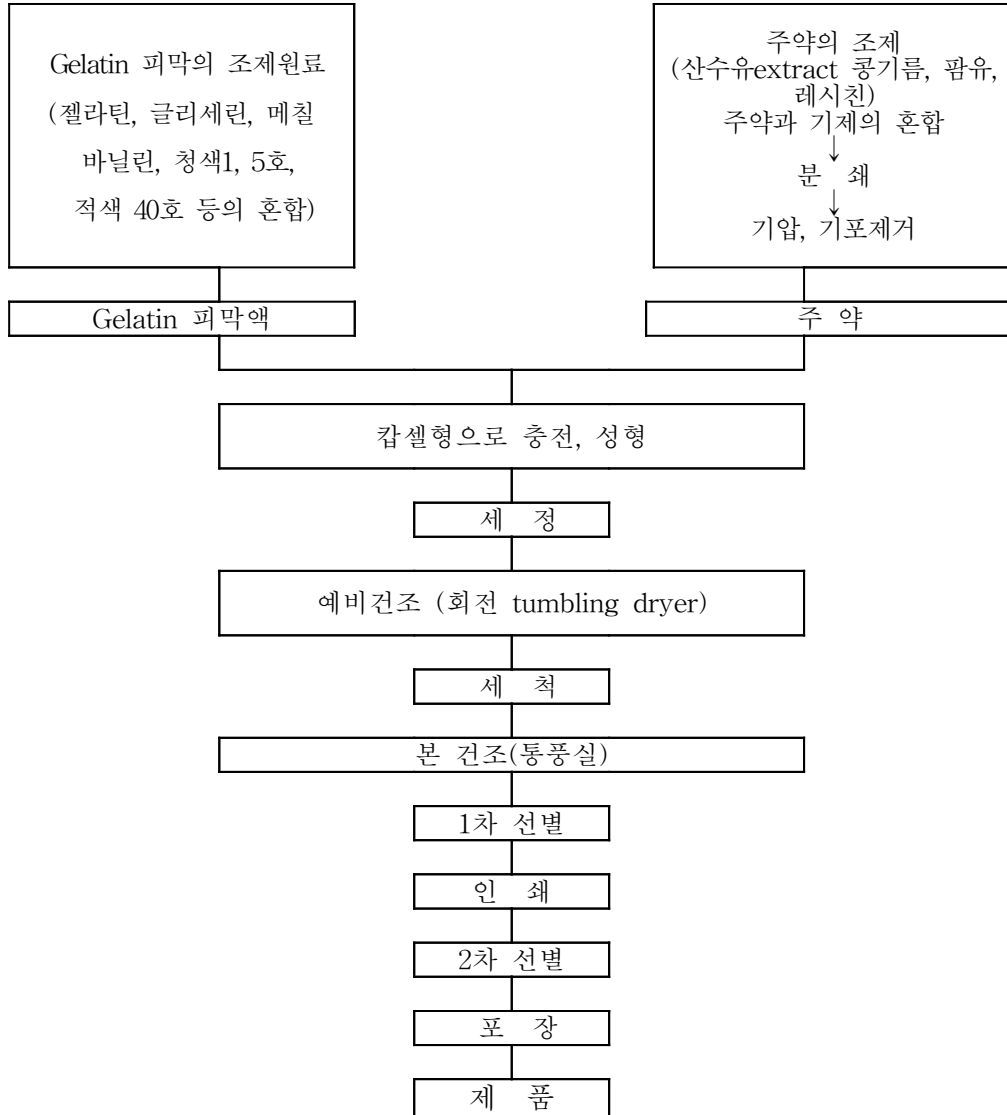 Gelatin 피막의 조제원료
(젤라틴, 글리세린, 메칠
바닐린, 청색1, 5호,
적색 40호 등의 혼합)
주약의 조제
(산수유extract 콩기름, 팜유,
레시친)
주약과 기제의 혼합
↓
분 쇄
↓
기압, 기포제거
Gelatin 피막액
주 약
캅셀형으로 충전, 성형
세 정
예비건조 (회전 tumbling dryer)
세 척
본 건조(통풍실)
1차 선별
인 쇄
2차 선별
포 장
제 품